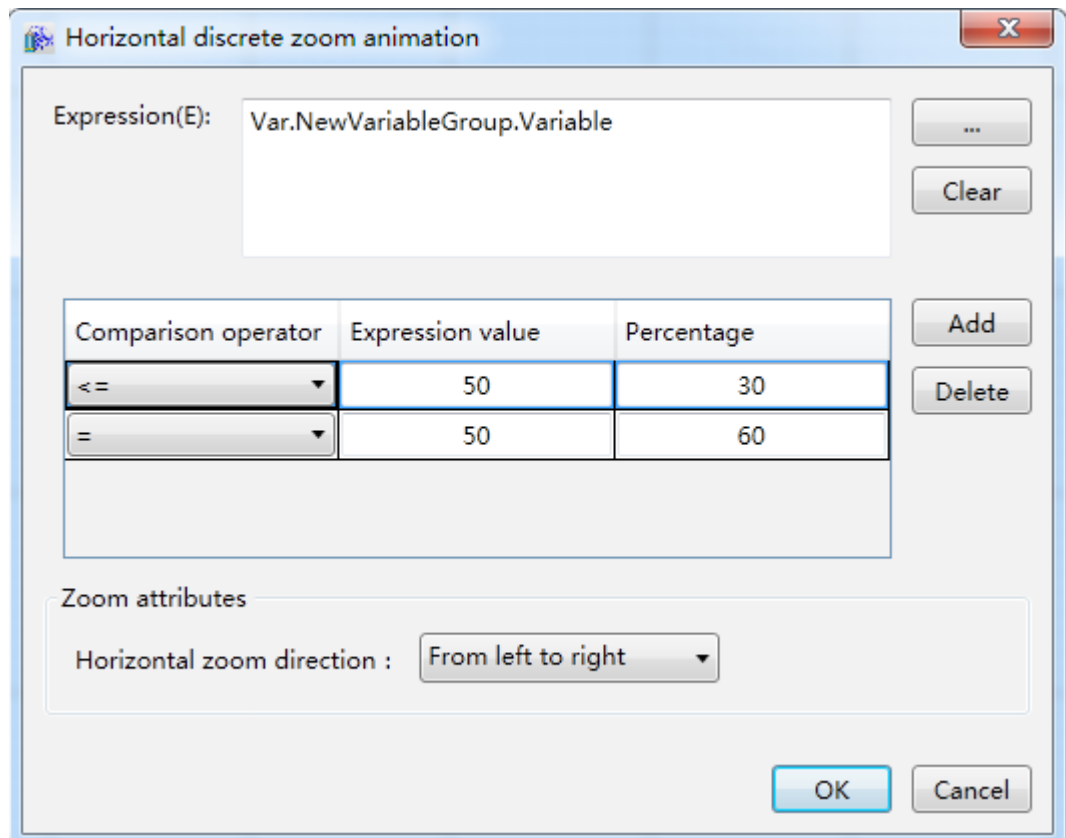 Horizontal discrete zoom animation
Expression(E): Var.NewVariableGroup.Variable ...
Clear
Comparison operator Expression value Percentage Add
<= 50 30 Delete
= 50 60
Zoom attributes
Horizontal zoom direction : From left to right
OK Cancel